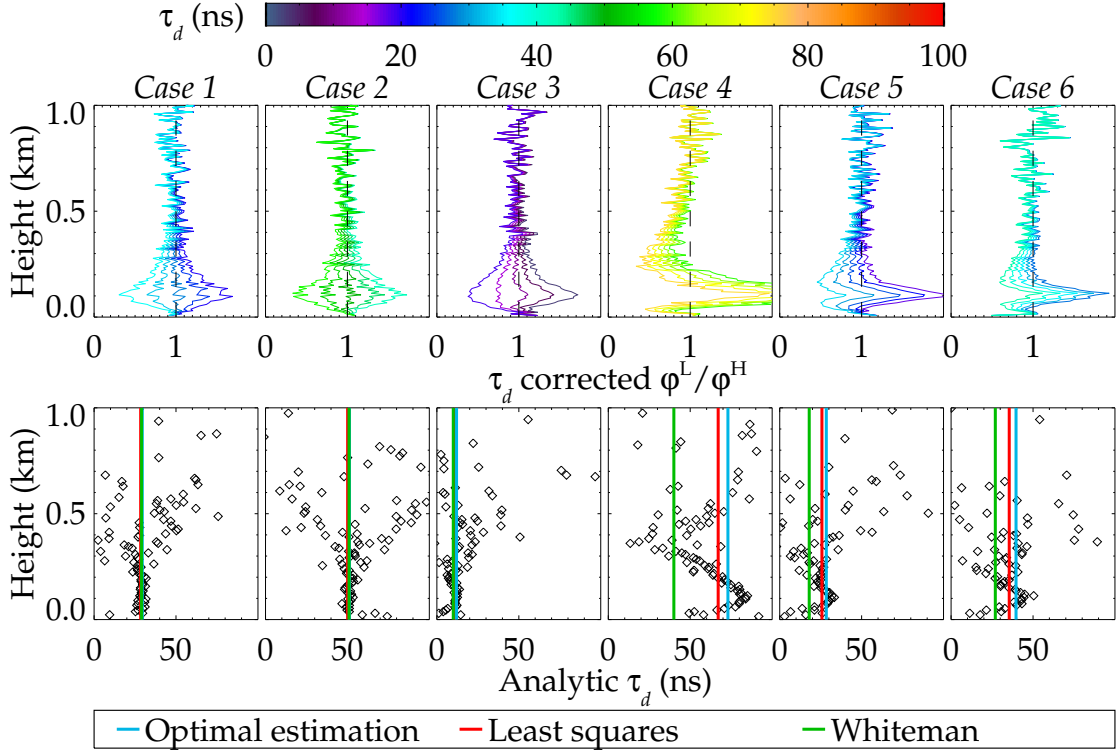 τd (ns)
0 20 40 60 80 100
Case 1 Case 2 Case 3 Case 4 Case 5 Case 6
1.0
Height (km)
0.5
0.0
0 1 0 1 0 1 0 1 0 1 0 1
τd corrected φL/φH
1.0
Height (km)
0.5
0.0
0 50 0 50 0 50 0 50 0 50 0 50
Analytic τd (ns)
Optimal estimation Least squares Whiteman